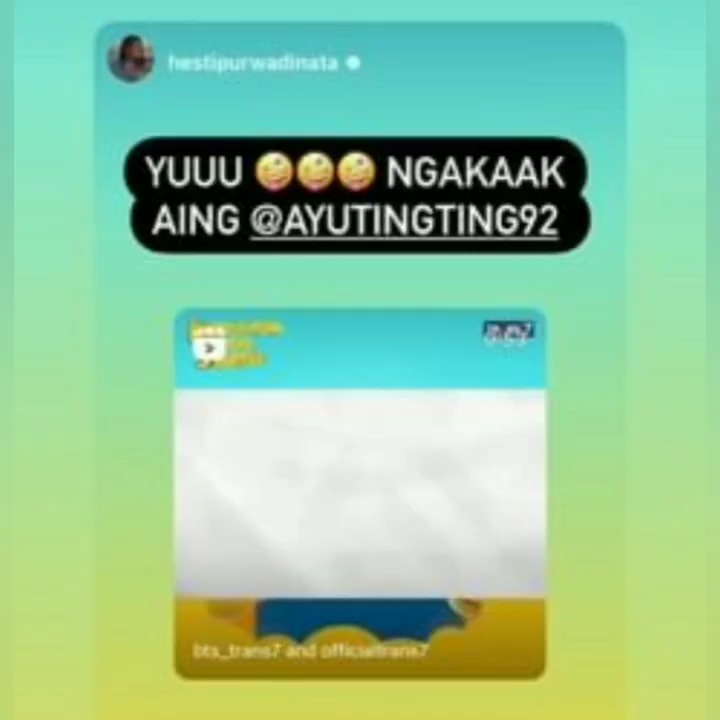 hestipurwadinata
YUUU 🤪🤪🤪 NGAKAAK
AING @AYUTINGTING92
bts_trans7 and officialtrans7